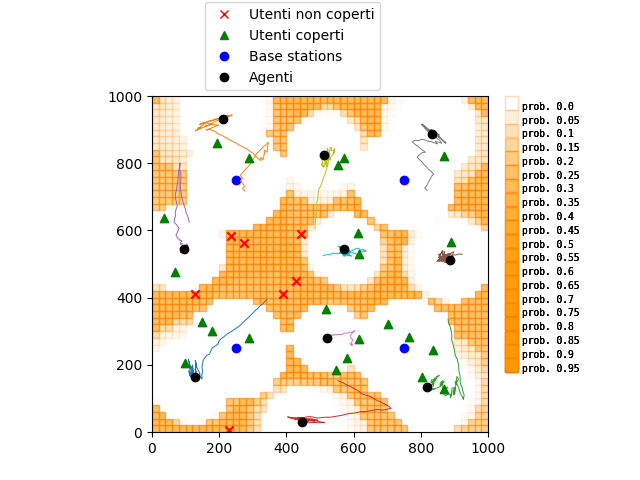 Utenti non coperti
Utenti coperti
Base stations
Agenti
1000
800
600
400
200
0
0
200
400
600
800
1000
prob. 0.0
prob. 0.05
prob. 0.1
prob. 0.15
prob. 0.2
prob. 0.25
prob. 0.3
prob. 0.35
prob. 0.4
prob. 0.45
prob. 0.5
prob. 0.55
prob. 0.6
prob. 0.65
prob. 0.7
prob. 0.75
prob. 0.8
prob. 0.85
prob. 0.9
prob. 0.95